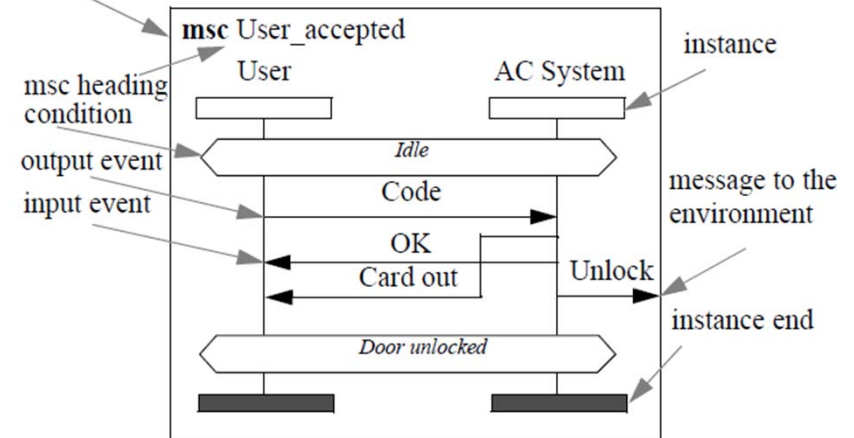 msc User_accepted
instance
User
AC System
msc heading
condition
Idle
output event
Code
message to the
environment
input event
OK
Card out
Unlock
instance end
Door unlocked